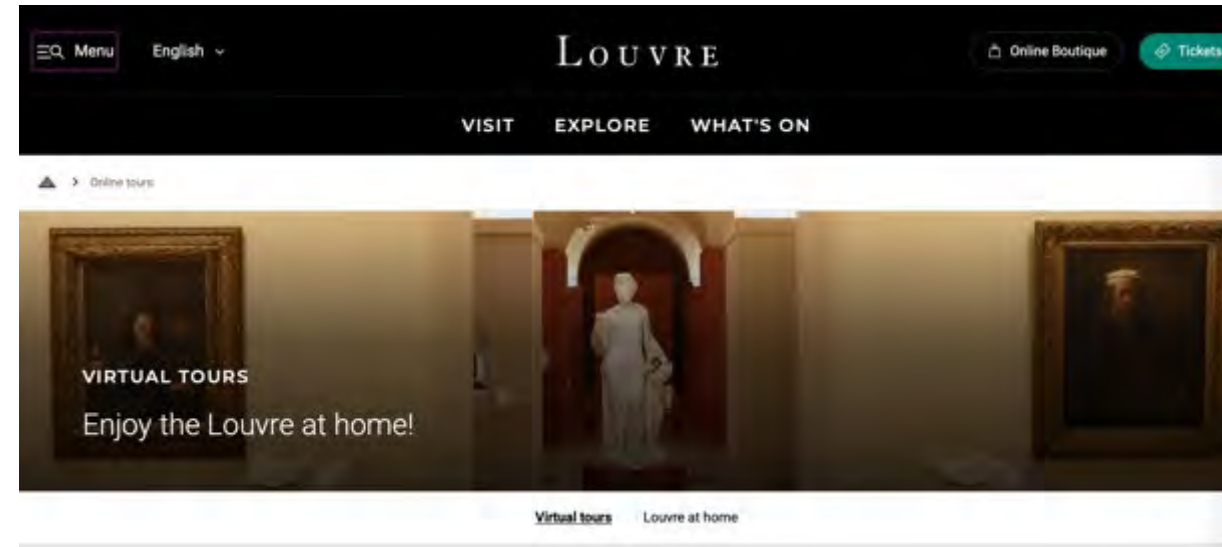 Menu English LOUVRE Online Boutique Tickets
VISIT EXPLORE WHAT'S ON
Online tours
VIRTUAL TOURS
Enjoy the Louvre at home!
Virtual tours Louvre at home